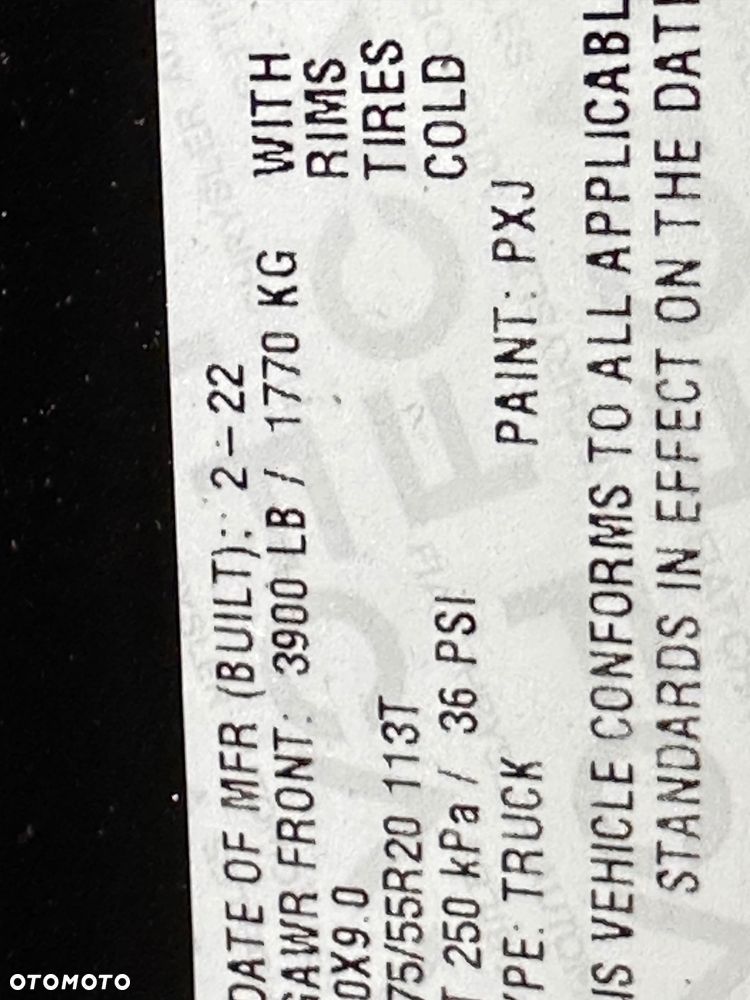 DATE OF MFR (BUILT): 2-22
GAWR FRONT: 3900 LB / 1770 KG WITH
0X9.0 RIMS
75/55R20 113T TIRES
T 250 kPa / 36 PSI COLD
YPE: TRUCK PAINT: PXJ
IS VEHICLE CONFORMS TO ALL APPLICABL
STANDARDS IN EFFECT ON THE DAT
OTOMOTO